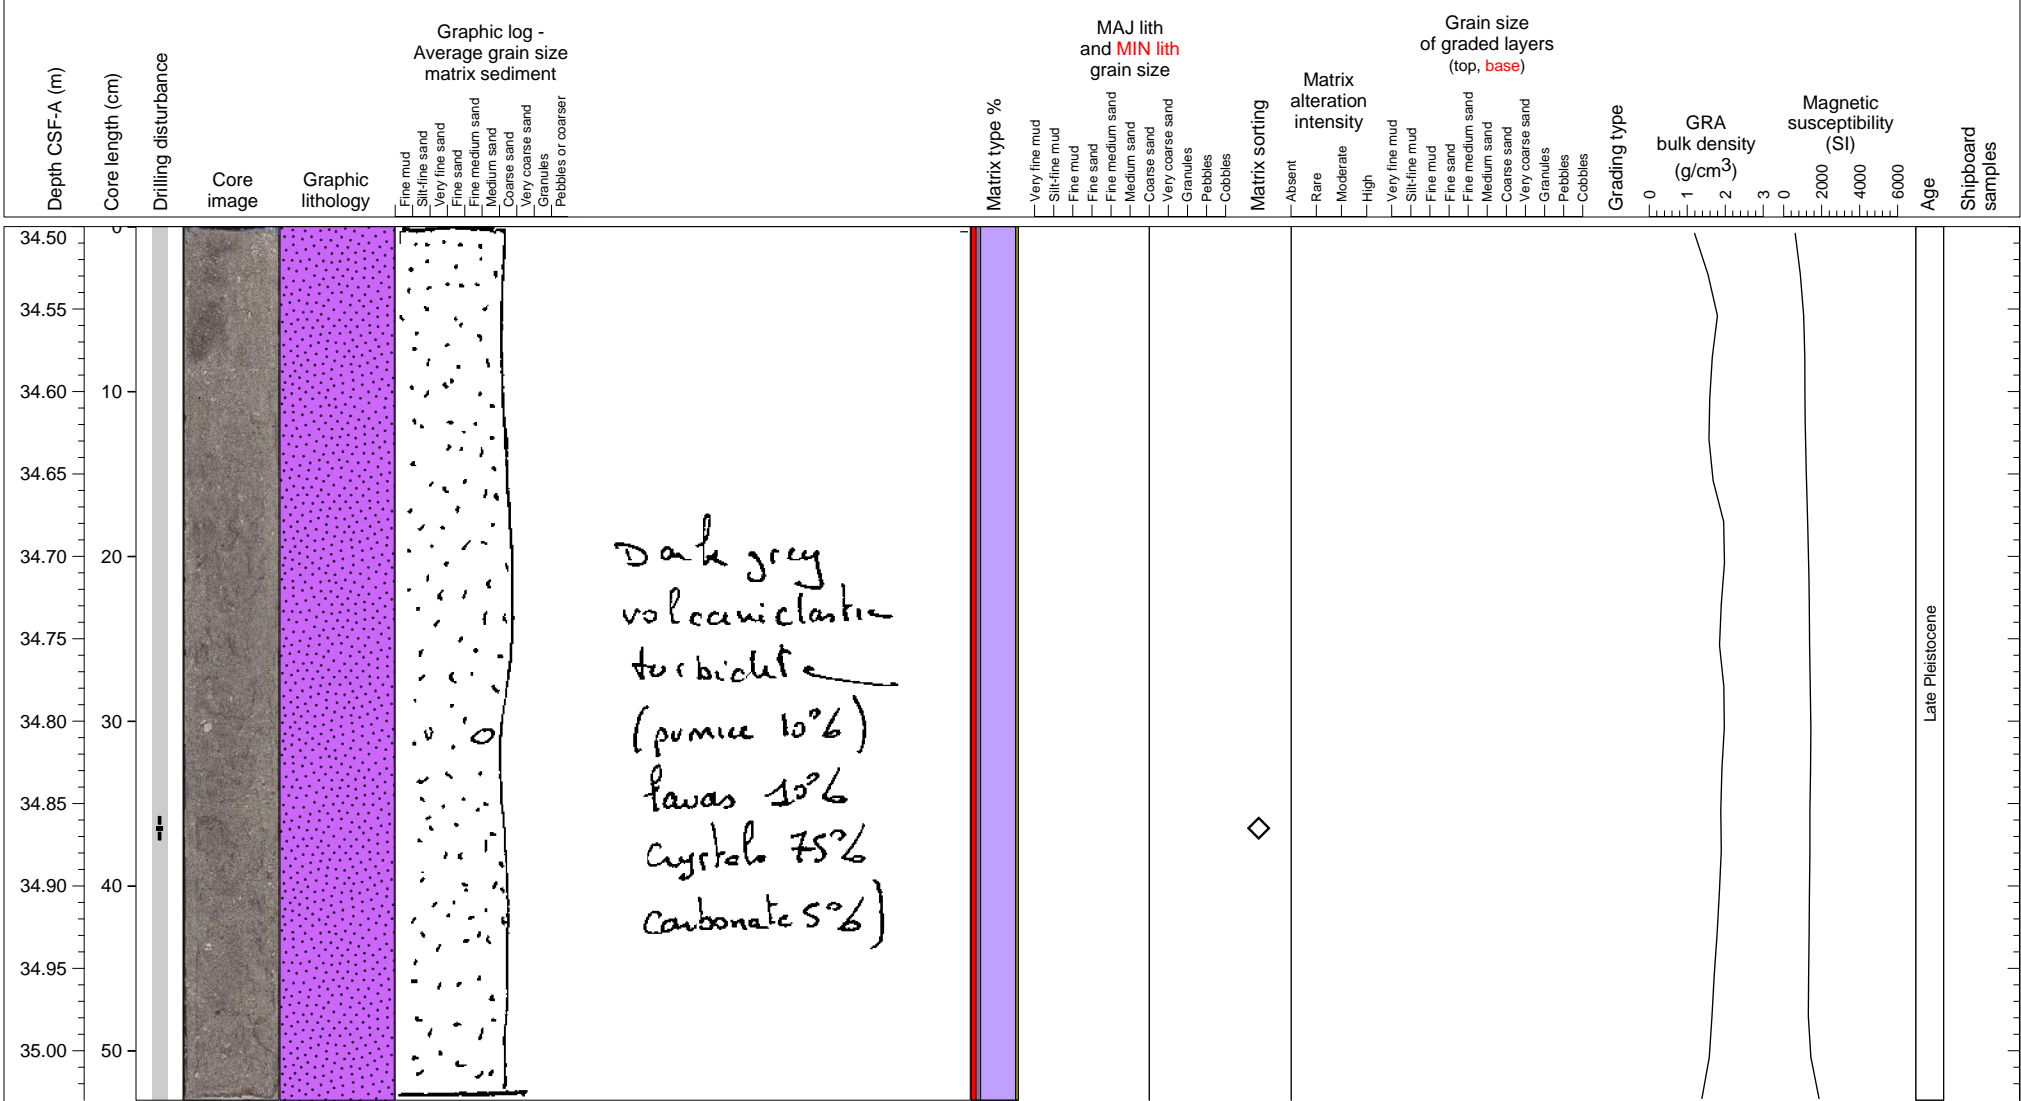 Depth CSF-A (m)
Core length (cm)
Drilling disturbance
Core
image
Graphic
lithology
Graphic log -
Average grain size
matrix sediment
Fine mud
Silt-fine sand
Very fine sand
Fine sand
Fine medium sand
Medium sand
Coarse sand
Very coarse sand
Granules
Pebbles or coarser
Matrix type %
MAJ lith
and MIN lith
grain size
Very fine mud
Silt-fine mud
Fine mud
Fine sand
Fine medium sand
Medium sand
Coarse sand
Very coarse sand
Granules
Pebbles
Cobbles
Matrix sorting
Matrix
alteration
intensity
Absent
Rare
Moderate
High
Grain size
of graded layers
(top, base)
Very fine mud
Silt-fine mud
Fine mud
Fine sand
Fine medium sand
Medium sand
Coarse sand
Very coarse sand
Granules
Pebbles
Cobbles
Grading type
GRA
bulk density
(g/cm3)
0 1 2 3
Magnetic
susceptibility
(SI)
0 2000 4000 6000
Age
Shipboard
samples
34.50
34.55
34.60
34.65
34.70
34.75
34.80
34.85
34.90
34.95
35.00
0
10
20
30
40
50
Dark grey
volcaniclastic
turbidite
(pumice 10%)
lavas 10%
Crystals 75%
Carbonate 5%)
Late Pleistocene